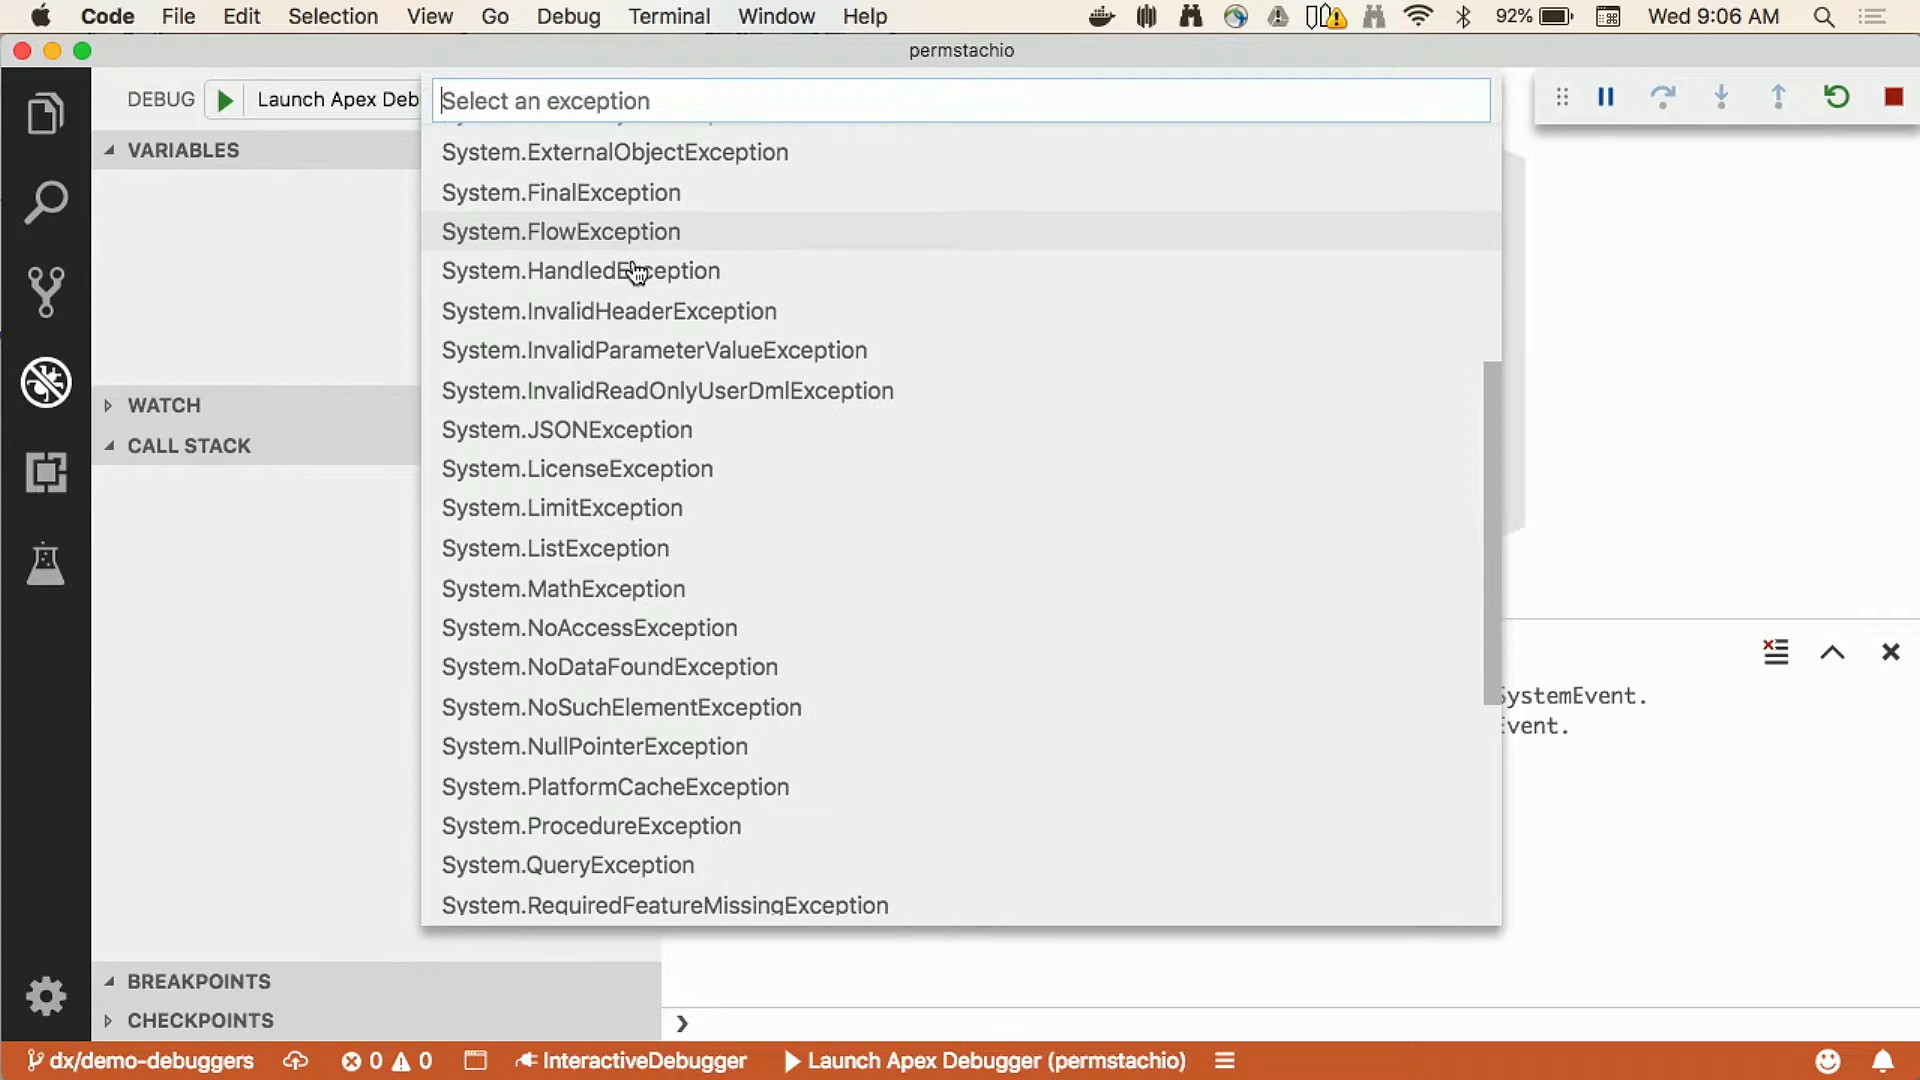 Code File Edit Selection View Go Debug Terminal Window Help 92% Wed 9:06 AM
permstachio
DEBUG Launch Apex Deb
Select an exception
VARIABLES
System.ExternalObjectException
System.FinalException
System.FlowException
System.HandledException
System.InvalidHeaderException
System.InvalidParameterValueException
System.InvalidReadOnlyUserDmlException
WATCH
System.JSONException
CALL STACK
System.LicenseException
System.LimitException
System.ListException
System.MathException
System.NoAccessException
System.NoDataFoundException
System.NoSuchElementException
System.NullPointerException
System.PlatformCacheException
System.ProcedureException
System.QueryException
System.RequiredFeatureMissingException
SystemEvent.
Event.
BREAKPOINTS
CHECKPOINTS
dx/demo-debuggers 0 0 InteractiveDebugger Launch Apex Debugger (permstachio)